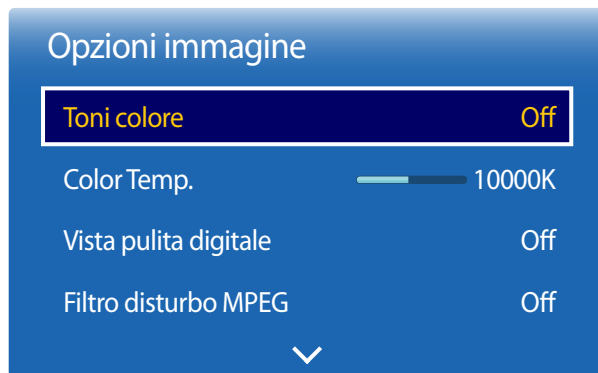 Opzioni immagine
Toni colore Off
Color Temp. 10000K
Vista pulita digitale Off
Filtro disturbo MPEG Off